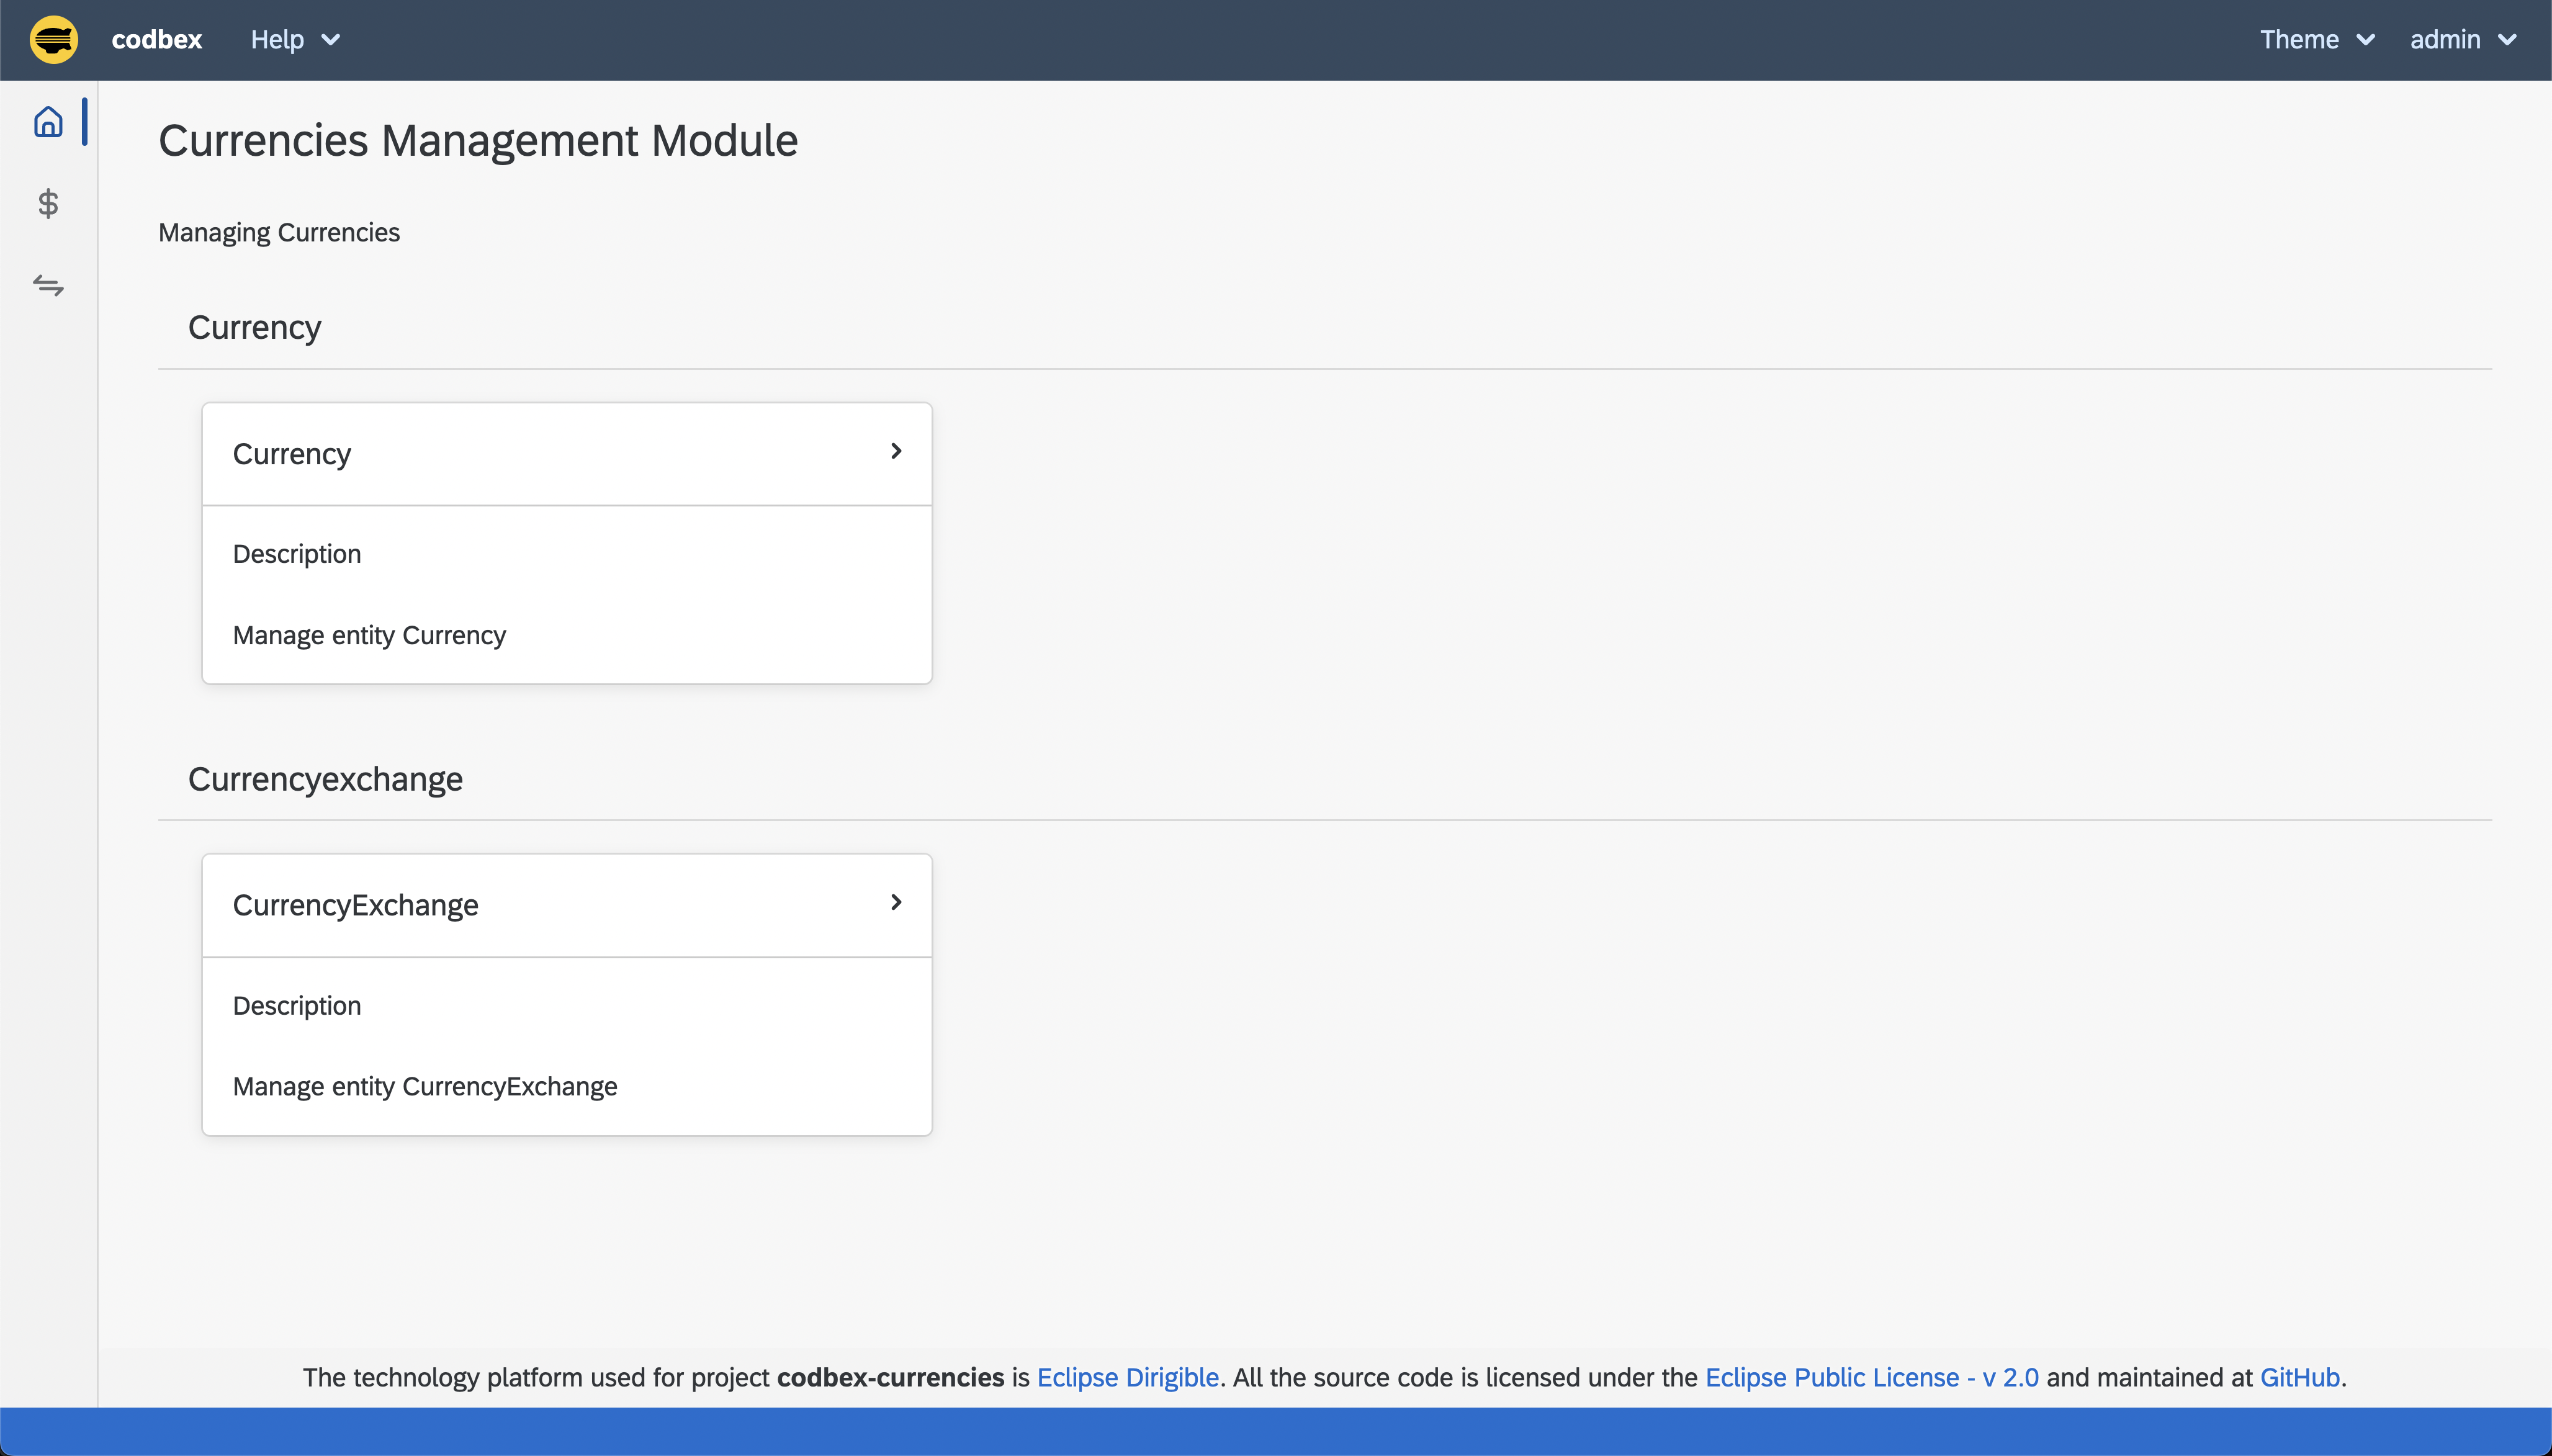 codbex Help Theme admin
Currencies Management Module
Managing Currencies
Currency
Currency
Description
Manage entity Currency
Currencyexchange
CurrencyExchange
Description
Manage entity CurrencyExchange
The technology platform used for project codbex-currencies is Eclipse Dirigible. All the source code is licensed under the Eclipse Public License - v 2.0 and maintained at GitHub.